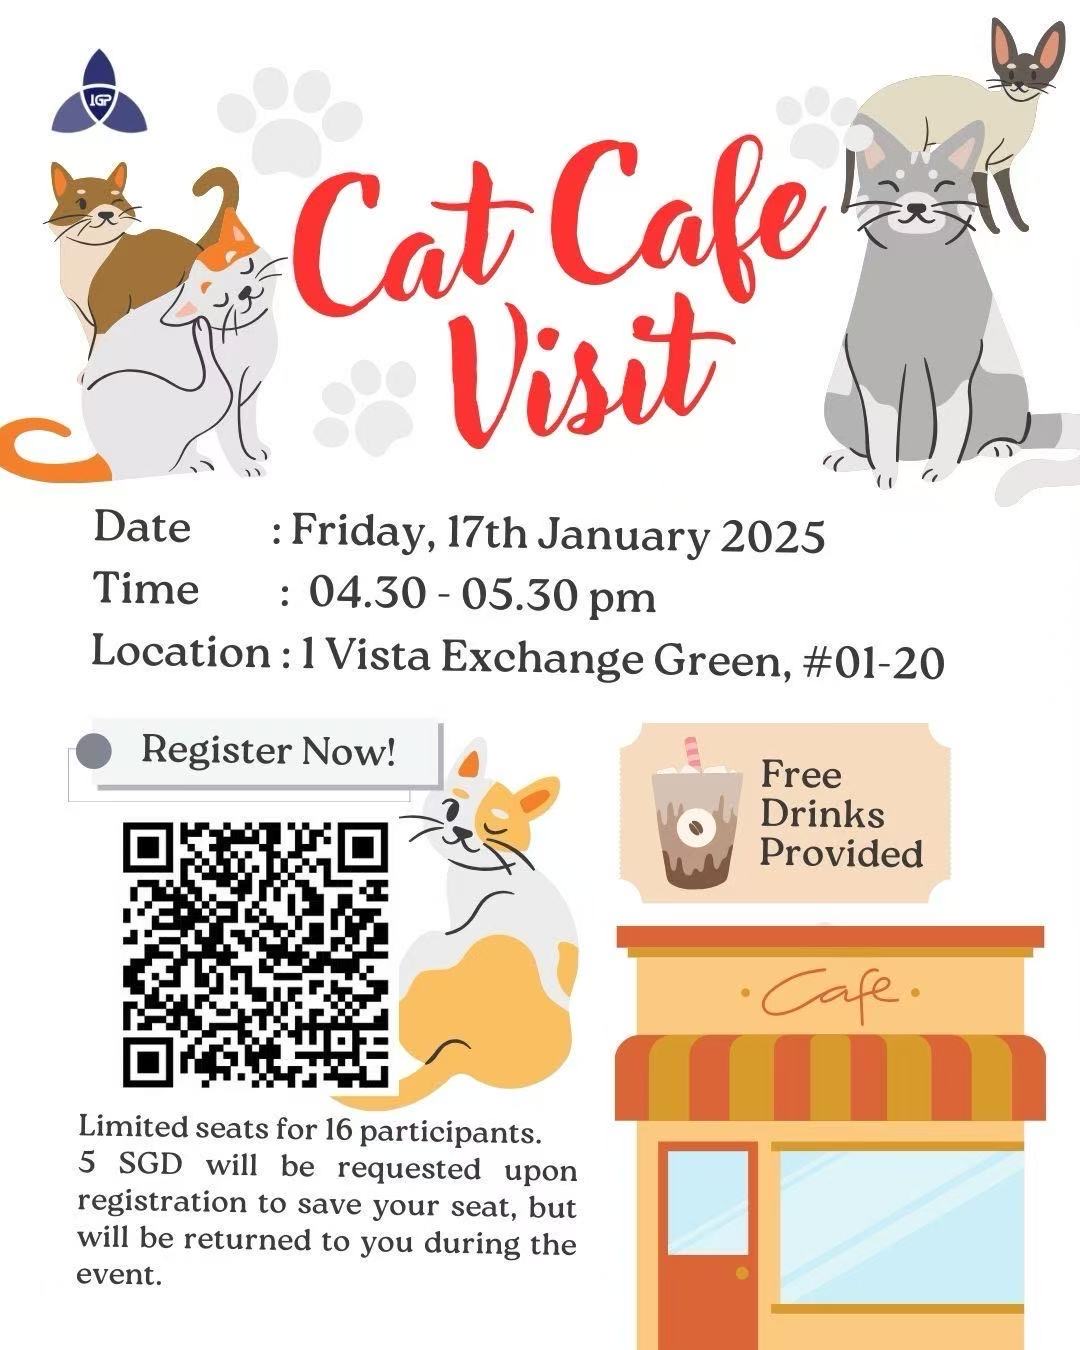 IGP
Cat Cafe
Visit
Date : Friday, 17th January 2025
Time : 04.30 - 05.30 pm
Location : 1 Vista Exchange Green, #01-20
Register Now!
Free
Drinks
Provided
Cafe
Limited seats for 16 participants.
5 SGD will be requested upon
registration to save your seat, but
will be returned to you during the
event.